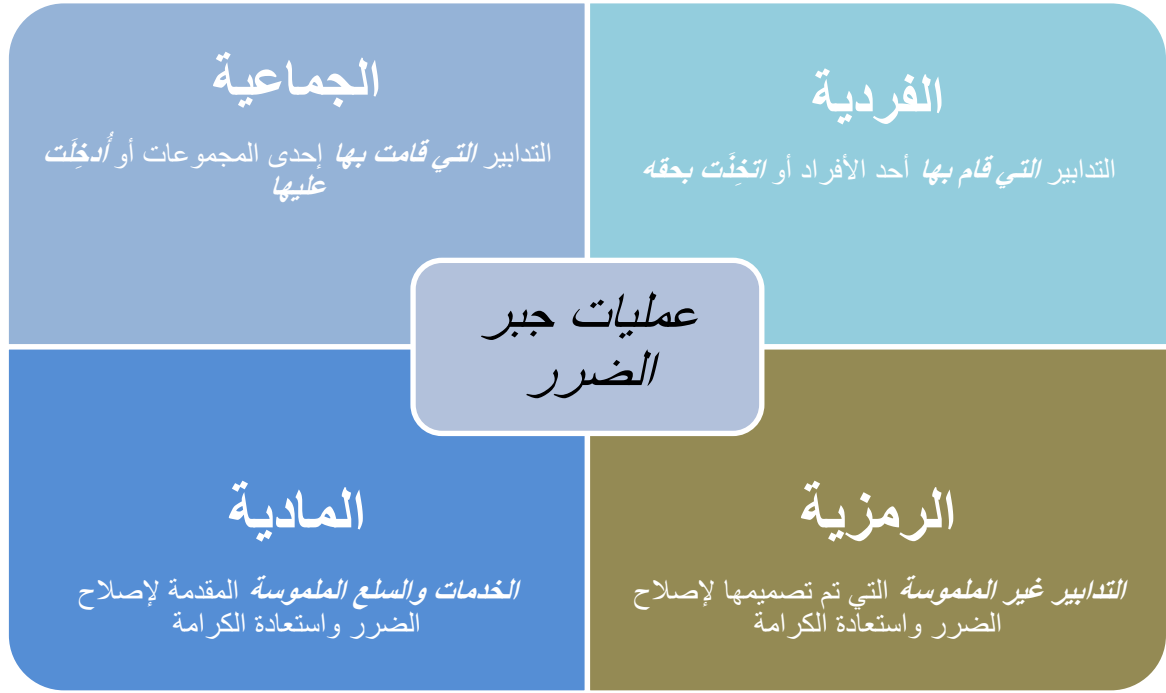 الفردية
التدابير التي قام بها أحد الأفراد أو اتخِذَت بحقه
الجماعية
التدابير التي قامت بها إحدى المجموعات أو أُدخلَت
عليها
عمليات جبر
الضرر
الرمزية
التدابير غير الملموسة التي تم تصميمها لإصلاح
الضرر واستعادة الكرامة
المادية
الخدمات والسلع الملموسة المقدمة لإصلاح
الضرر واستعادة الكرامة